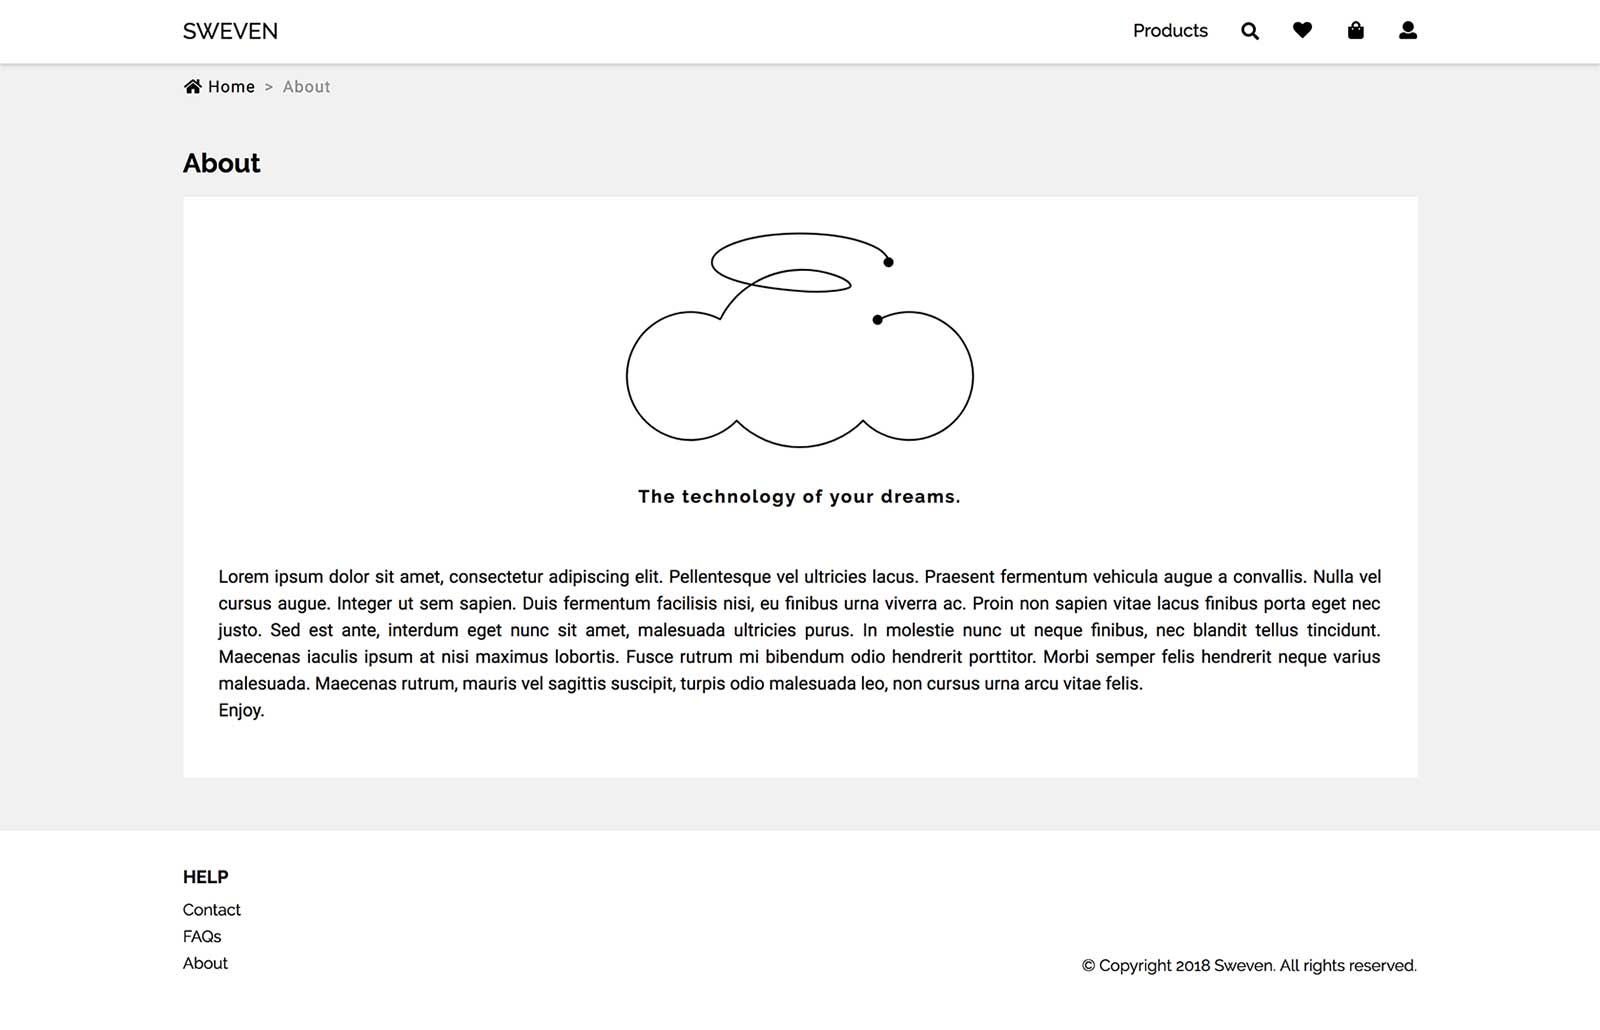 SWEVEN
Products
Home > About
About
The technology of your dreams.
Lorem ipsum dolor sit amet, consectetur adipiscing elit. Pellentesque vel ultricies lacus. Praesent fermentum vehicula augue a convallis. Nulla vel
cursus augue. Integer ut sem sapien. Duis fermentum facilisis nisi, eu finibus urna viverra ac. Proin non sapien vitae lacus finibus porta eget nec
justo. Sed est ante, interdum eget nunc sit amet, malesuada ultricies purus. In molestie nunc ut neque finibus, nec blandit tellus tincidunt.
Maecenas iaculis ipsum at nisi maximus lobortis. Fusce rutrum mi bibendum odio hendrerit porttitor. Morbi semper felis hendrerit neque varius
malesuada. Maecenas rutrum, mauris vel sagittis suscipit, turpis odio malesuada leo, non cursus urna arcu vitae felis.
Enjoy.
HELP
Contact
FAQs
About
© Copyright 2018 Sweven. All rights reserved.